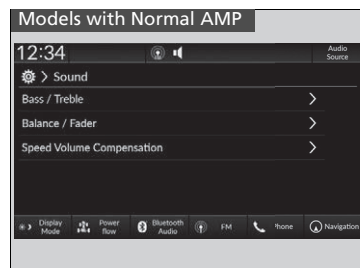 Models with Normal AMP
12:34
Audio
Source
> Sound
Bass / Treble
Balance / Fader
Speed Volume Compensation
Display
Mode
Power
flow
Bluetooth
Audio
FM
Phone
Navigation